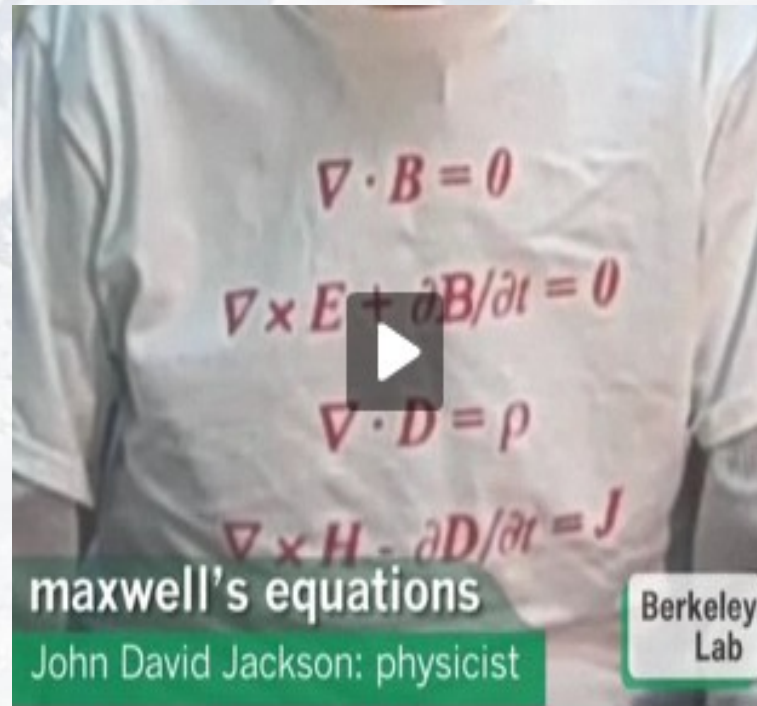 ∇ · B = 0
∇ × E + ∂B/∂t = 0
∇ · D = ρ
∇ × H - ∂D/∂t = J
maxwell's equations
John David Jackson: physicist
Berkeley
Lab